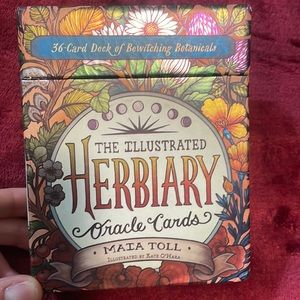 36-Card Deck of Bewitching Botanicals
THE ILLUSTRATED
HERBIARY
Oracle Cards
MAIA TOLL
ILLUSTRATED BY KATE O'HARA